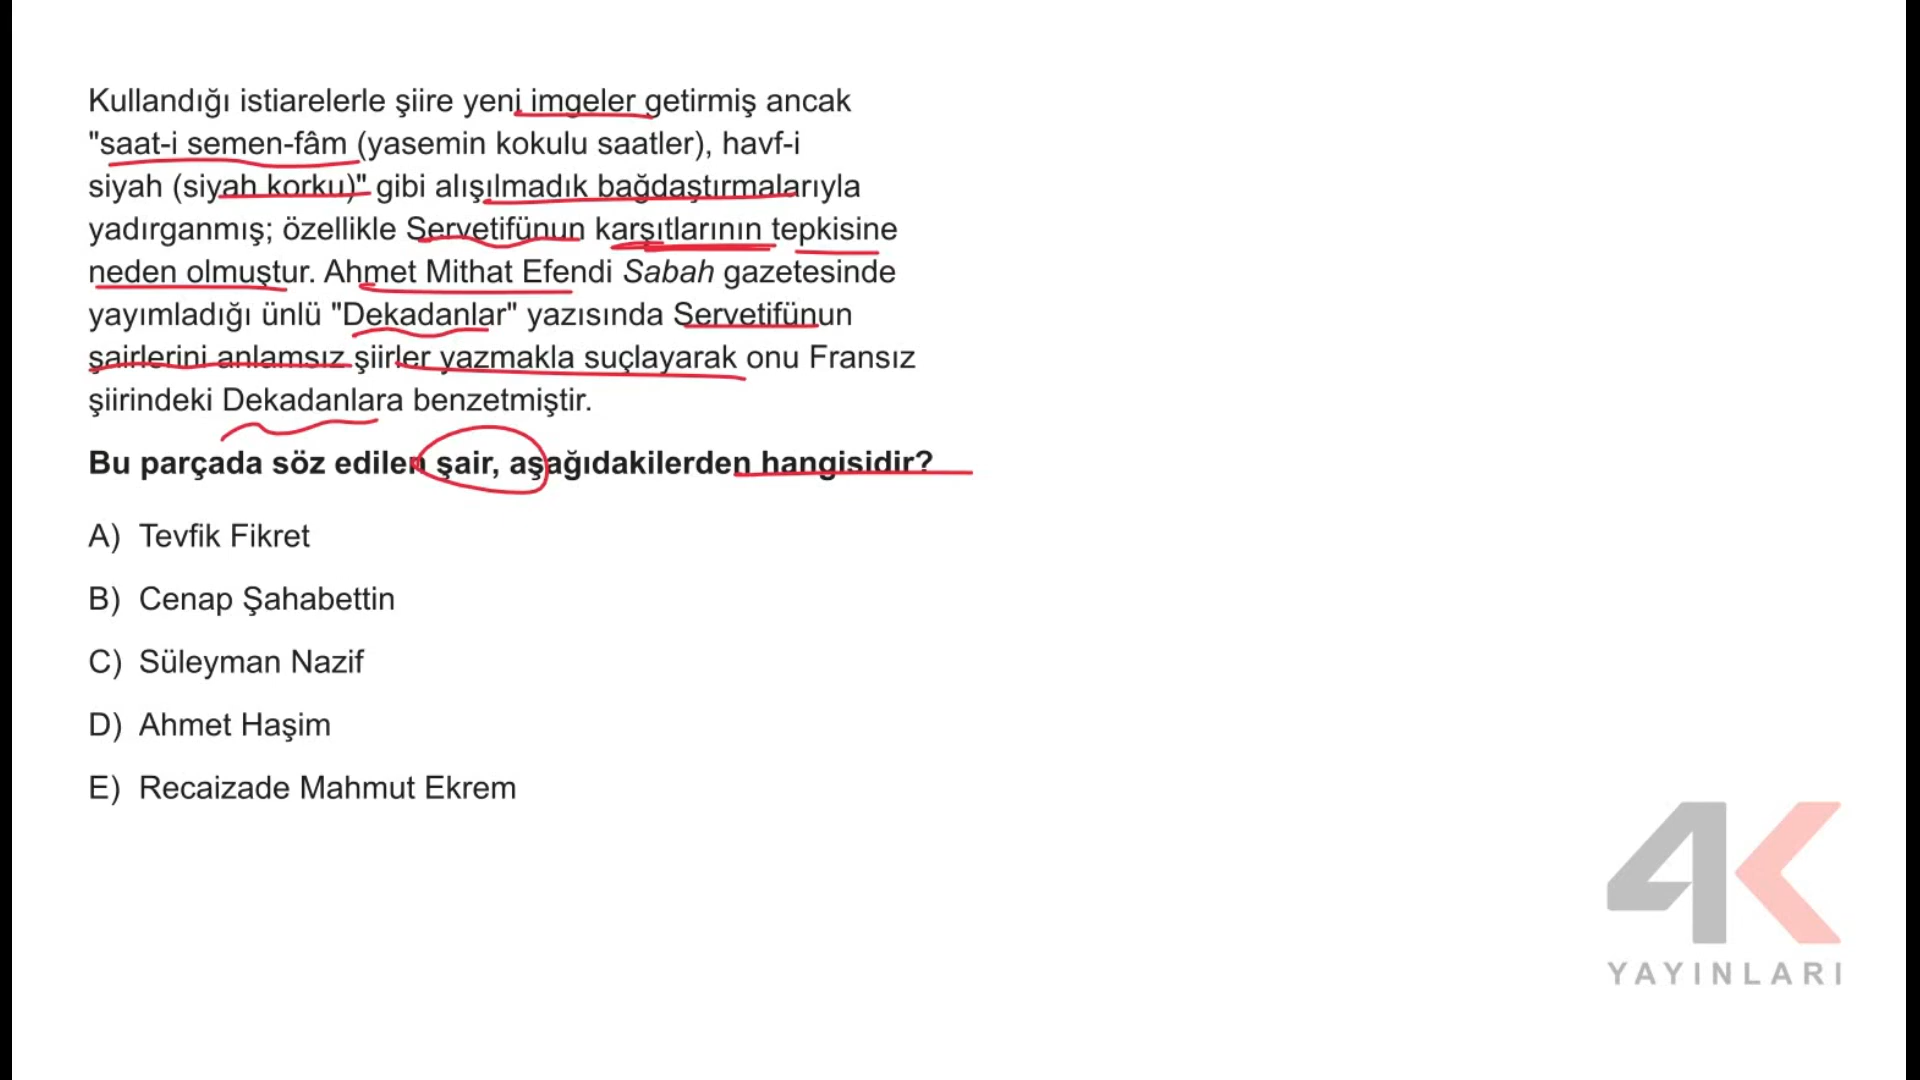 Kullandığı istiarelerle şiire yeni imgeler getirmiş ancak
"saat-i semen-fâm (yasemin kokulu saatler), havf-i
siyah (siyah korku)" gibi alışılmadık bağdaştırmalarıyla
yadırganmış; özellikle Servetifünun karşıtlarının tepkisine
neden olmuştur. Ahmet Mithat Efendi Sabah gazetesinde
yayımladığı ünlü "Dekadanlar" yazısında Servetifünun
şairlerini anlamsız şiirler yazmakla suçlayarak onu Fransız
şiirindeki Dekadanlara benzetmiştir.
Bu parçada söz edilen şair, aşağıdakilerden hangisidir?
A) Tevfik Fikret
B) Cenap Şahabettin
C) Süleyman Nazif
D) Ahmet Haşim
E) Recaizade Mahmut Ekrem
4K
YAYINLARI